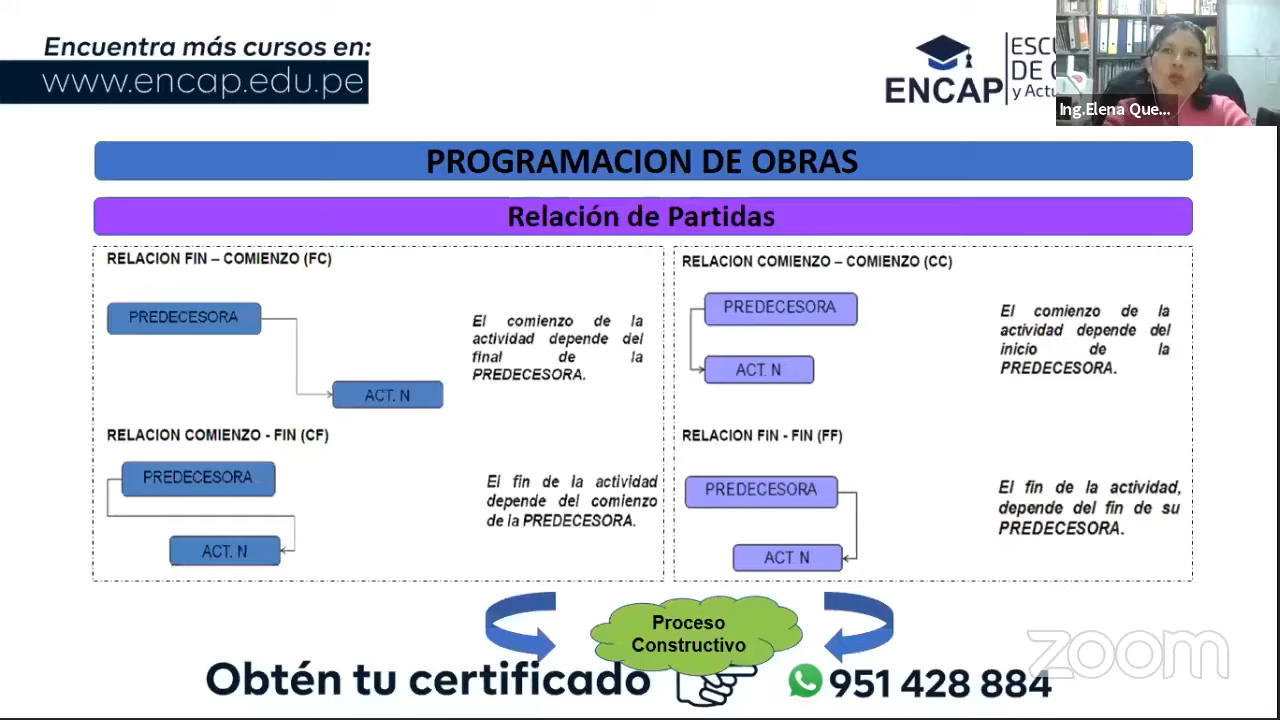 Encuentra más cursos en:
www.encap.edu.pe
ENCAP
Ing.Elena Que...
PROGRAMACION DE OBRAS
Relación de Partidas
RELACION FIN – COMIENZO (FC)
PREDECESORA
ACT. N
El comienzo de la
actividad depende del
final de la
PREDECESORA.
RELACION COMIENZO - FIN (CF)
PREDECESORA
ACT. N
El fin de la actividad
depende del comienzo
de la PREDECESORA.
RELACION COMIENZO – COMIENZO (CC)
PREDECESORA
ACT. N
El comienzo de la
actividad depende del
inicio de la
PREDECESORA.
RELACION FIN - FIN (FF)
PREDECESORA
ACT N
El fin de la actividad,
depende del fin de su
PREDECESORA.
Proceso
Constructivo
Obtén tu certificado
951 428 884
zoom